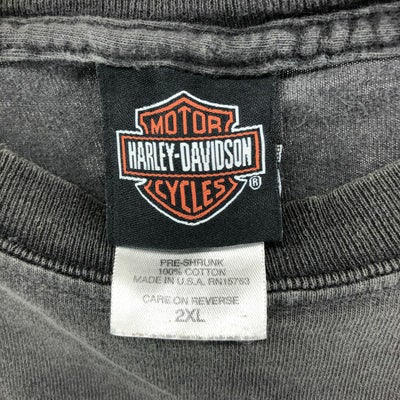 MOTOR
HARLEY-DAVIDSON
CYCLES
®
PRE-SHRUNK
100% COTTON
MADE IN U.S.A. RN15763
CARE ON REVERSE
2XL